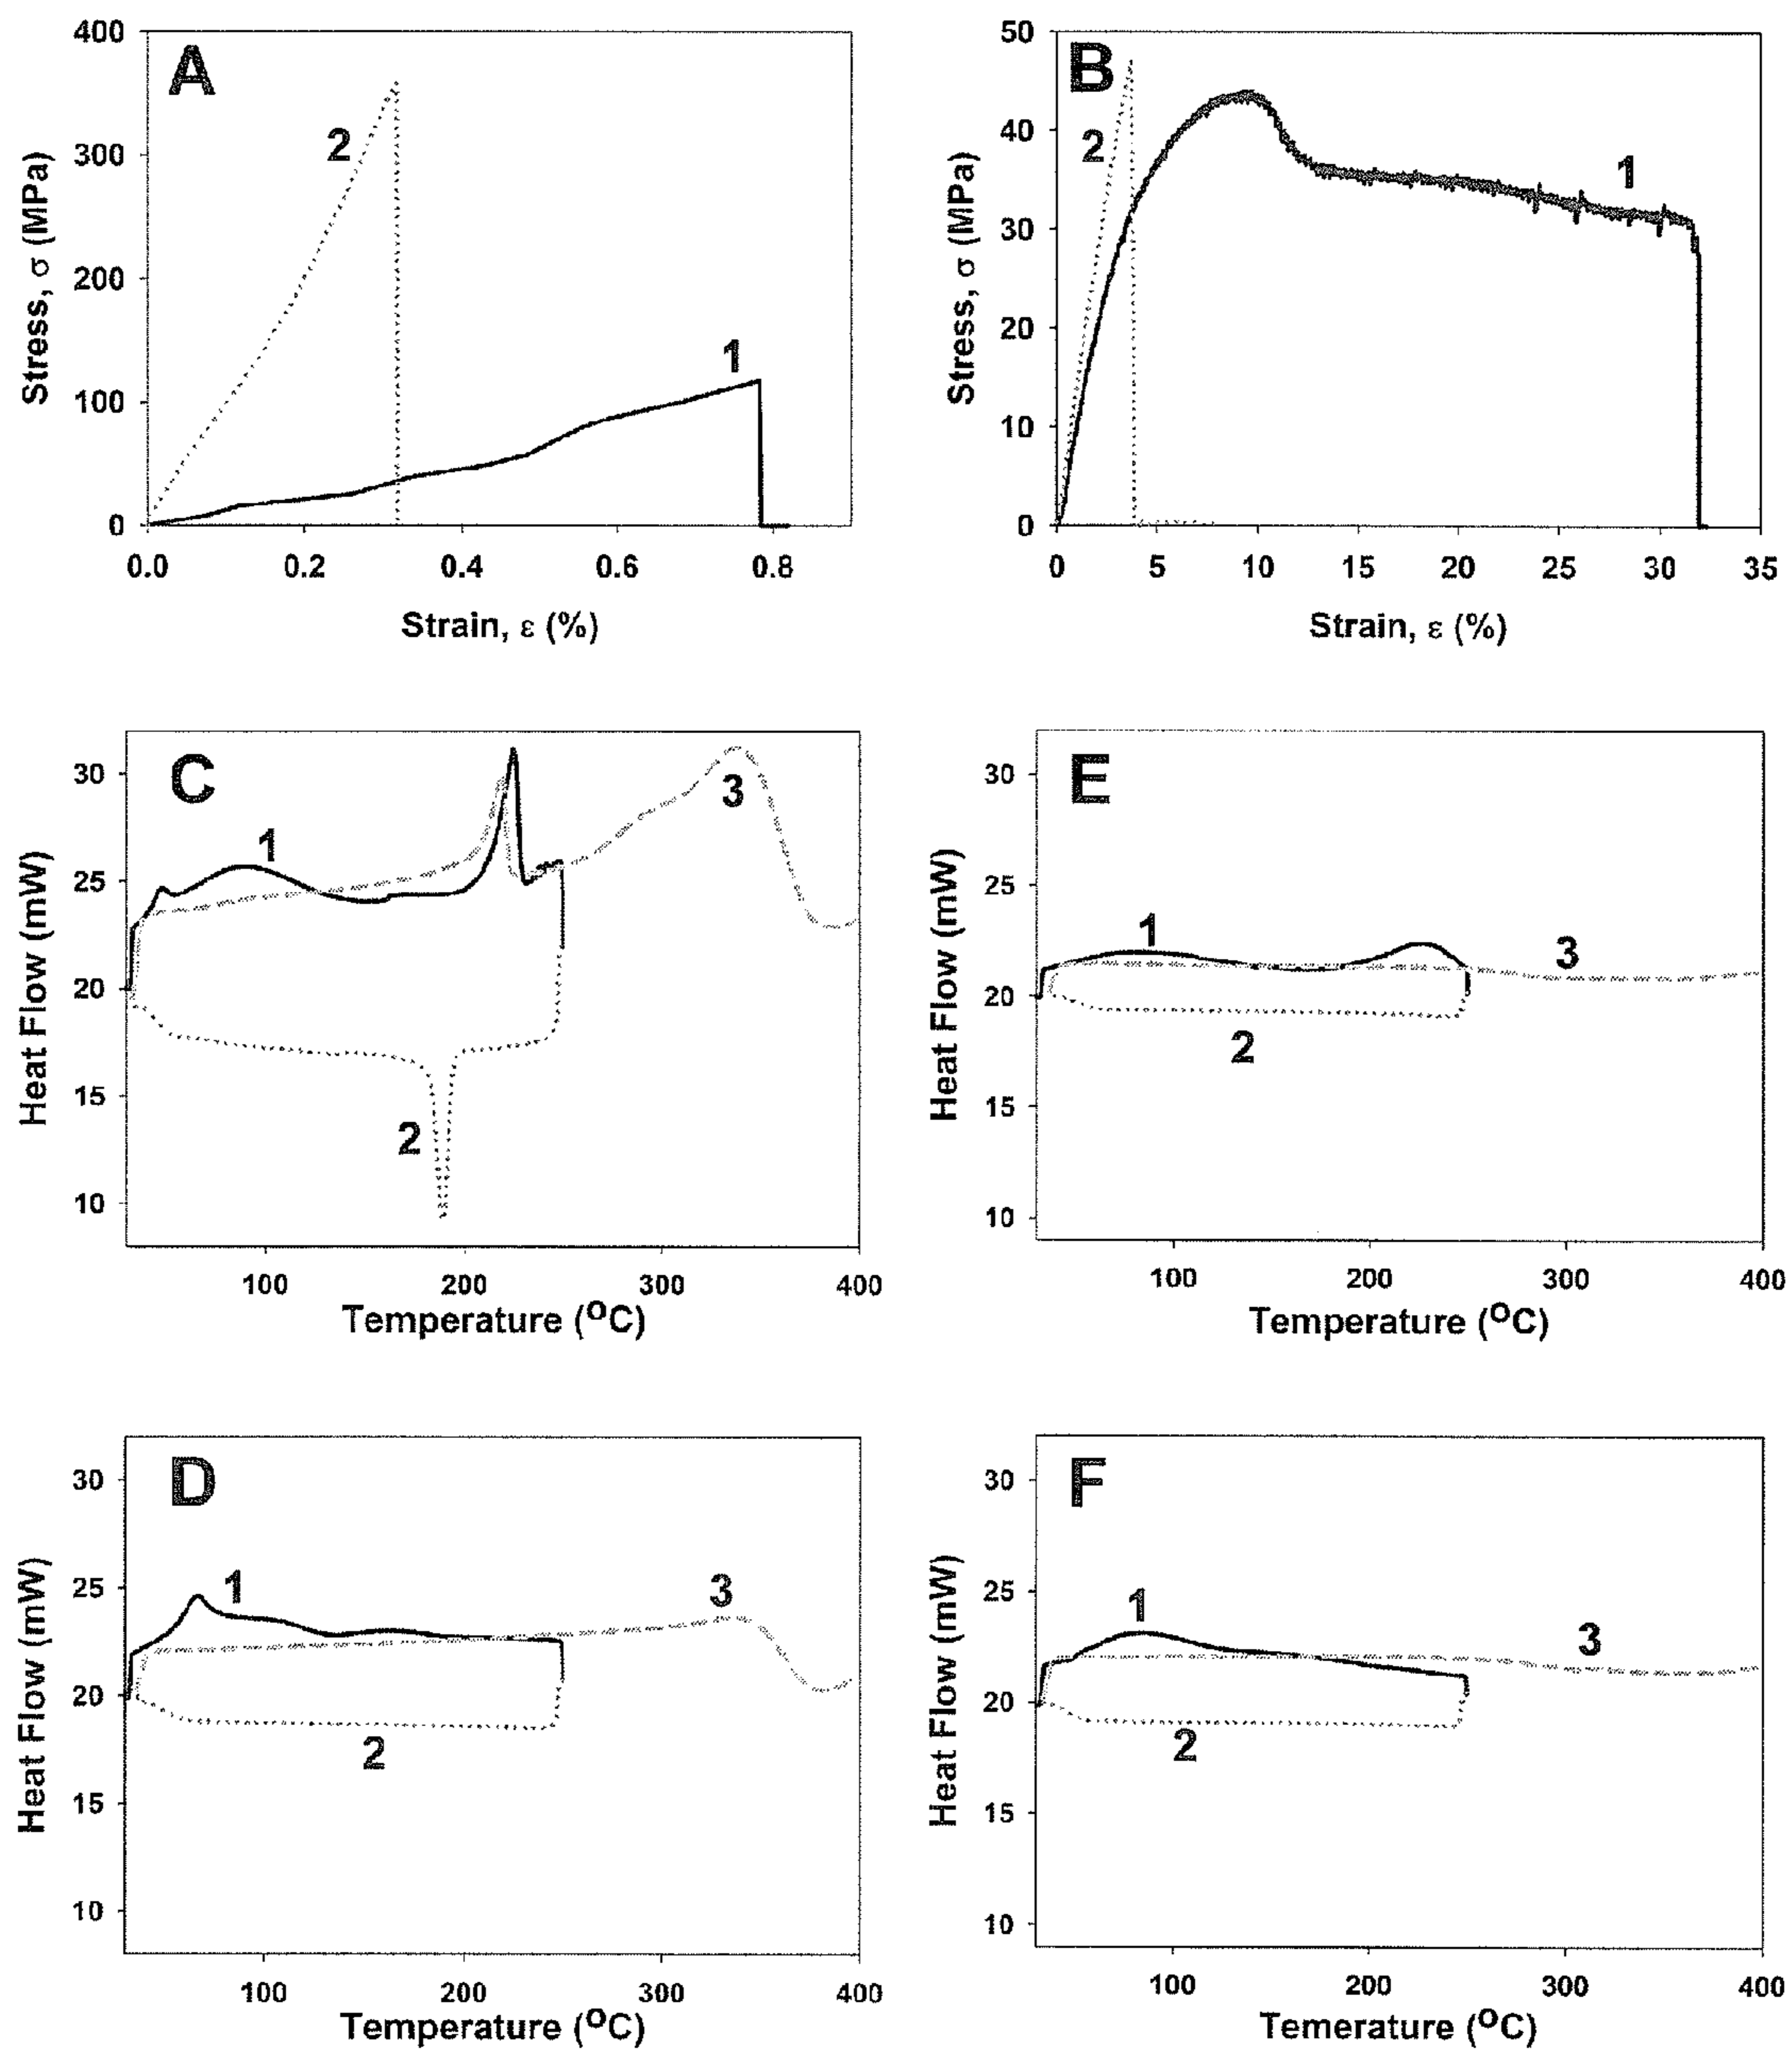 A
Stress, σ (MPa)
400
300
200
100
0
2
1
0.0 0.2 0.4 0.6 0.8
Strain, ε (%)
B
Stress, σ (MPa)
50
40
30
20
10
0
2
1
0 5 10 15 20 25 30 35
Strain, ε (%)
C
Heat Flow (mW)
30
25
20
15
10
1
3
2
100 200 300 400
Temperature (ºC)
E
Heat Flow (mW)
30
25
20
15
10
1
3
2
100 200 300 400
Temperature (ºC)
D
Heat Flow (mW)
30
25
20
15
10
1
3
2
100 200 300 400
Temperature (ºC)
F
Heat Flow (mW)
30
25
20
15
10
1
3
2
100 200 300 400
Temerature (ºC)